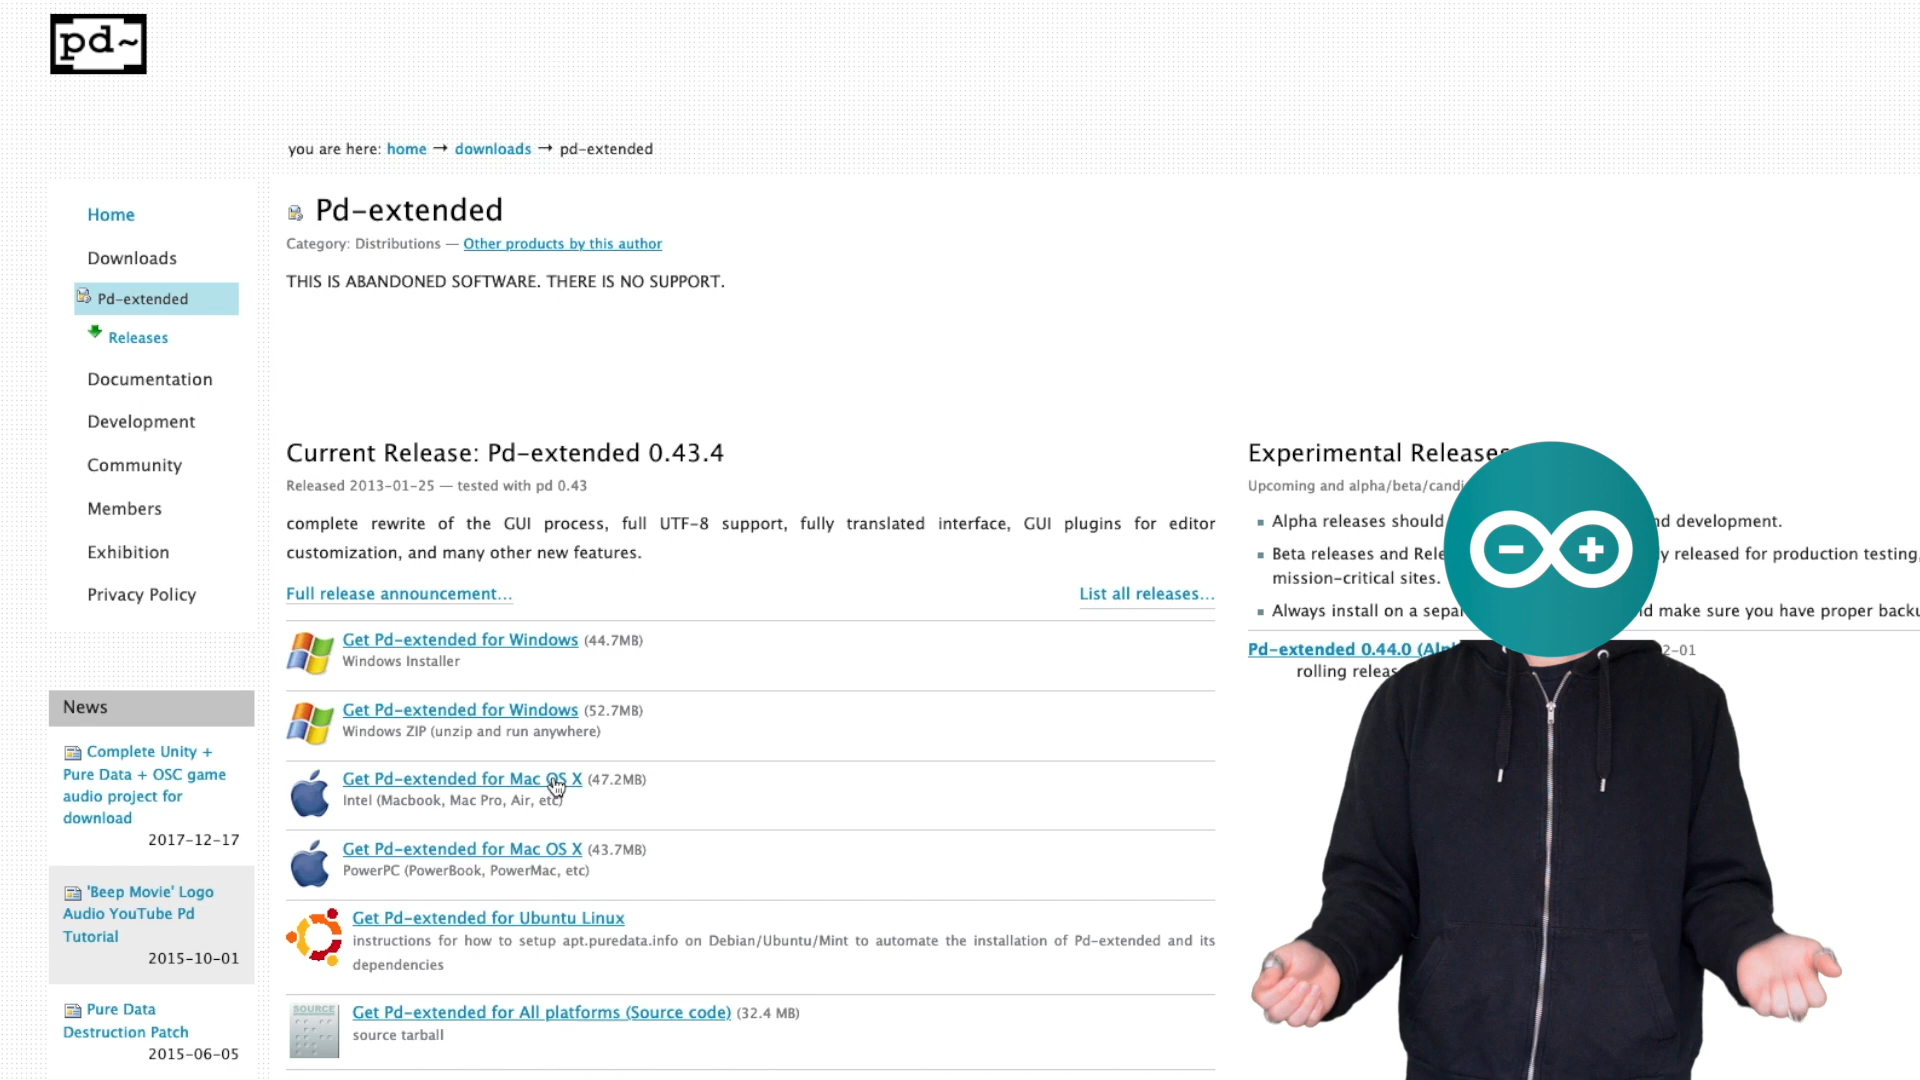 pd~
you are here: home → downloads → pd-extended
Home
Downloads
Pd-extended
Releases
Documentation
Development
Community
Members
Exhibition
Privacy Policy
News
Complete Unity +
Pure Data + OSC game
audio project for
download
2017-12-17
'Beep Movie' Logo
Audio YouTube Pd
Tutorial
2015-10-01
Pure Data
Destruction Patch
2015-06-05
Pd-extended
Category: Distributions — Other products by this author
THIS IS ABANDONED SOFTWARE. THERE IS NO SUPPORT.
Current Release: Pd-extended 0.43.4
Released 2013-01-25 — tested with pd 0.43
complete rewrite of the GUI process, full UTF-8 support, fully translated interface, GUI plugins for editor
customization, and many other new features.
Full release announcement...
List all releases...
Get Pd-extended for Windows (44.7MB)
Windows Installer
Get Pd-extended for Windows (52.7MB)
Windows ZIP (unzip and run anywhere)
Get Pd-extended for Mac OS X (47.2MB)
Intel (Macbook, Mac Pro, Air, etc)
Get Pd-extended for Mac OS X (43.7MB)
PowerPC (PowerBook, PowerMac, etc)
Get Pd-extended for Ubuntu Linux
instructions for how to setup apt.puredata.info on Debian/Ubuntu/Mint to automate the installation of Pd-extended and its
dependencies
SOURCE
Get Pd-extended for All platforms (Source code) (32.4 MB)
source tarball
Experimental Releases
Upcoming and alpha/beta/candi
Alpha releases should nd development.
Beta releases and Rele y released for production testing,
mission-critical sites.
Always install on a sepa nd make sure you have proper backu
Pd-extended 0.44.0 (Alp 2-01
rolling releas